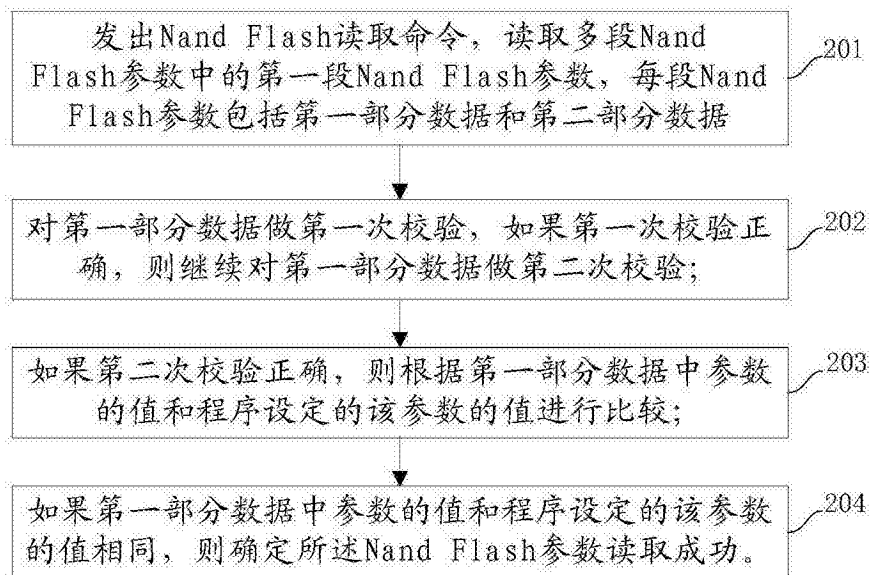 发出Nand Flash读取命令，读取多段Nand
Flash参数中的第一段Nand Flash参数，每段Nand
Flash参数包括第一部分数据和第二部分数据
201
对第一部分数据做第一次校验，如果第一次校验正
确，则继续对第一部分数据做第二次校验；
202
如果第二次校验正确，则根据第一部分数据中参数
的值和程序设定的该参数的值进行比较；
203
如果第一部分数据中参数的值和程序设定的该参数
的值相同，则确定所述Nand Flash参数读取成功。
204